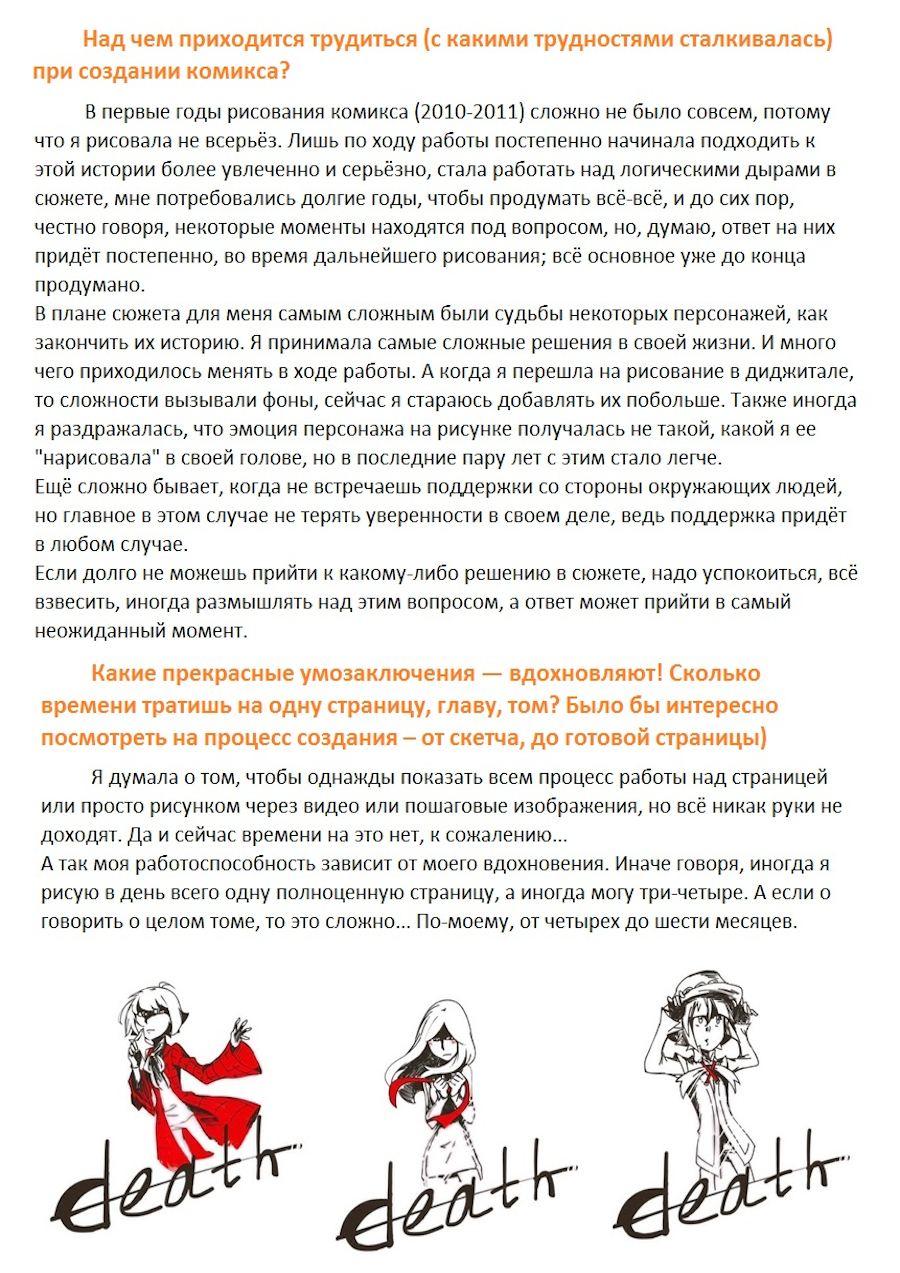 Над чем приходится трудиться (с какими трудностями сталкивалась)
при создании комикса?
В первые годы рисования комикса (2010-2011) сложно не было совсем, потому
что я рисовала не всерьёз. Лишь по ходу работы постепенно начинала подходить к
этой истории более увлеченно и серьёзно, стала работать над логическими дырами в
сюжете, мне потребовались долгие годы, чтобы продумать всё-всё, и до сих пор,
честно говоря, некоторые моменты находятся под вопросом, но, думаю, ответ на них
придёт постепенно, во время дальнейшего рисования; всё основное уже до конца
продумано.
В плане сюжета для меня самым сложным были судьбы некоторых персонажей, как
закончить их историю. Я принимала самые сложные решения в своей жизни. И много
чего приходилось менять в ходе работы. А когда я перешла на рисование в диджитале,
то сложности вызывали фоны, сейчас я стараюсь добавлять их побольше. Также иногда
я раздражалась, что эмоция персонажа на рисунке получалась не такой, какой я ее
"нарисовала" в своей голове, но в последние пару лет с этим стало легче.
Ещё сложно бывает, когда не встречаешь поддержки со стороны окружающих людей,
но главное в этом случае не терять уверенности в своем деле, ведь поддержка придёт
в любом случае.
Если долго не можешь прийти к какому-либо решению в сюжете, надо успокоиться, всё
взвесить, иногда размышлять над этим вопросом, а ответ может прийти в самый
неожиданный момент.
Какие прекрасные умозаключения — вдохновляют! Сколько
времени тратишь на одну страницу, главу, том? Было бы интересно
посмотреть на процесс создания – от скетча, до готовой страницы)
Я думала о том, чтобы однажды показать всем процесс работы над страницей
или просто рисунком через видео или пошаговые изображения, но всё никак руки не
доходят. Да и сейчас времени на это нет, к сожалению...
А так моя работоспособность зависит от моего вдохновения. Иначе говоря, иногда я
рисую в день всего одну полноценную страницу, а иногда могу три-четыре. А если о
говорить о целом томе, то это сложно... По-моему, от четырех до шести месяцев.
death
death
death